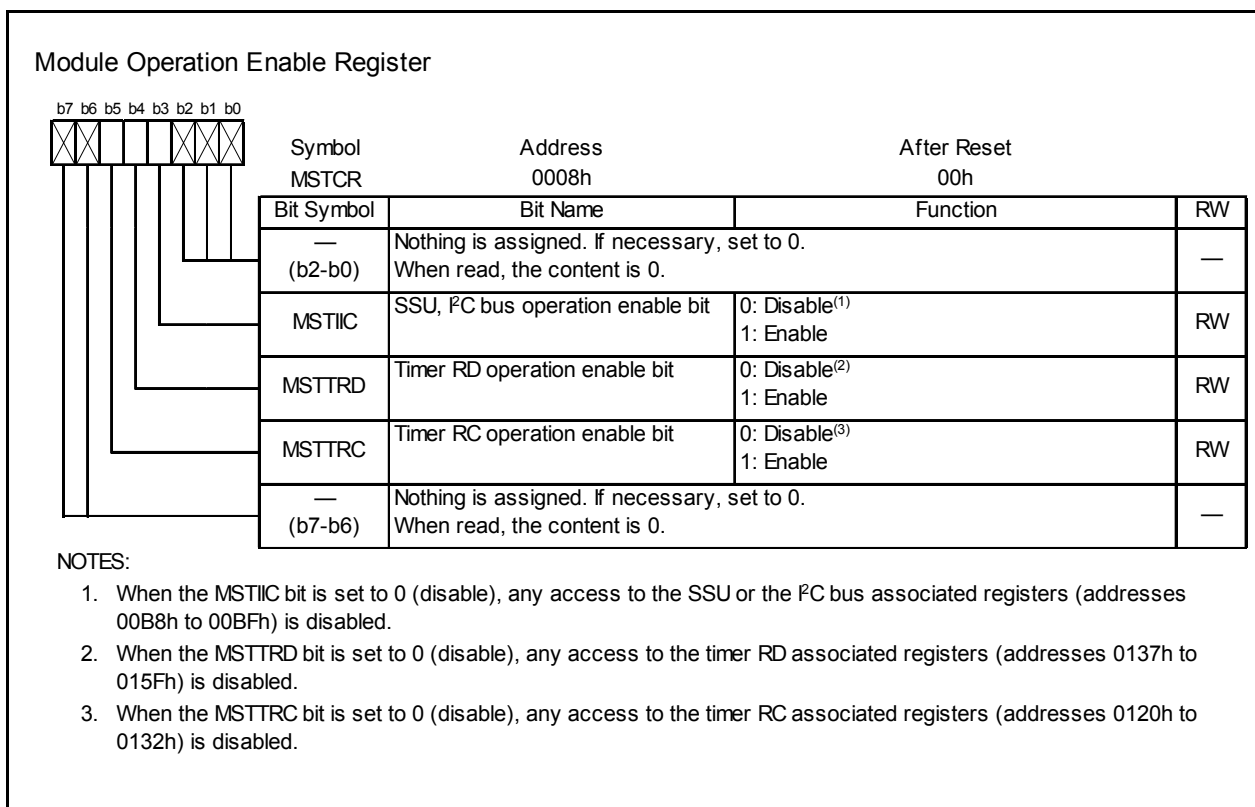 Module Operation Enable Register
b7 b6 b5 b4 b3 b2 b1 b0
Symbol Address After Reset
MSTCR 0008h 00h
Bit Symbol Bit Name Function RW
— Nothing is assigned. If necessary, set to 0.
(b2-b0) When read, the content is 0. —
MSTIIC SSU, I²C bus operation enable bit 0: Disable(1) RW
1: Enable
MSTTRD Timer RD operation enable bit 0: Disable(2) RW
1: Enable
MSTTRC Timer RC operation enable bit 0: Disable(3) RW
1: Enable
— Nothing is assigned. If necessary, set to 0.
(b7-b6) When read, the content is 0. —
NOTES:
1. When the MSTIIC bit is set to 0 (disable), any access to the SSU or the I²C bus associated registers (addresses
00B8h to 00BFh) is disabled.
2. When the MSTTRD bit is set to 0 (disable), any access to the timer RD associated registers (addresses 0137h to
015Fh) is disabled.
3. When the MSTTRC bit is set to 0 (disable), any access to the timer RC associated registers (addresses 0120h to
0132h) is disabled.